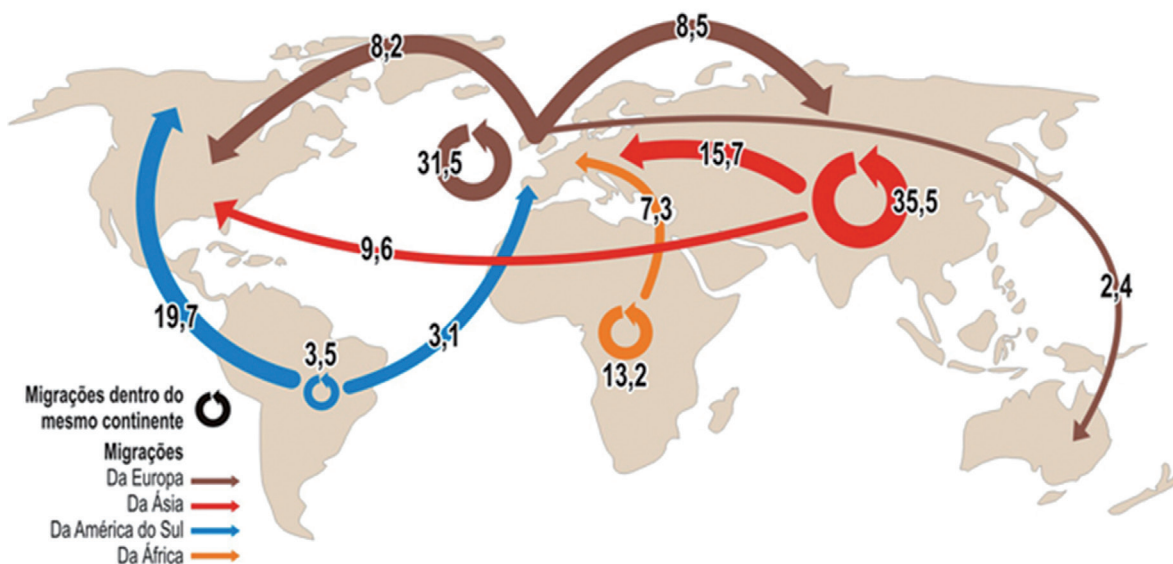 8,2
8,5
31,5
15,7
35,5
7,3
9,6
2,4
19,7
3,1
3,5
13,2
Migrações dentro do
mesmo continente
Migrações
Da Europa
Da Ásia
Da América do Sul
Da África